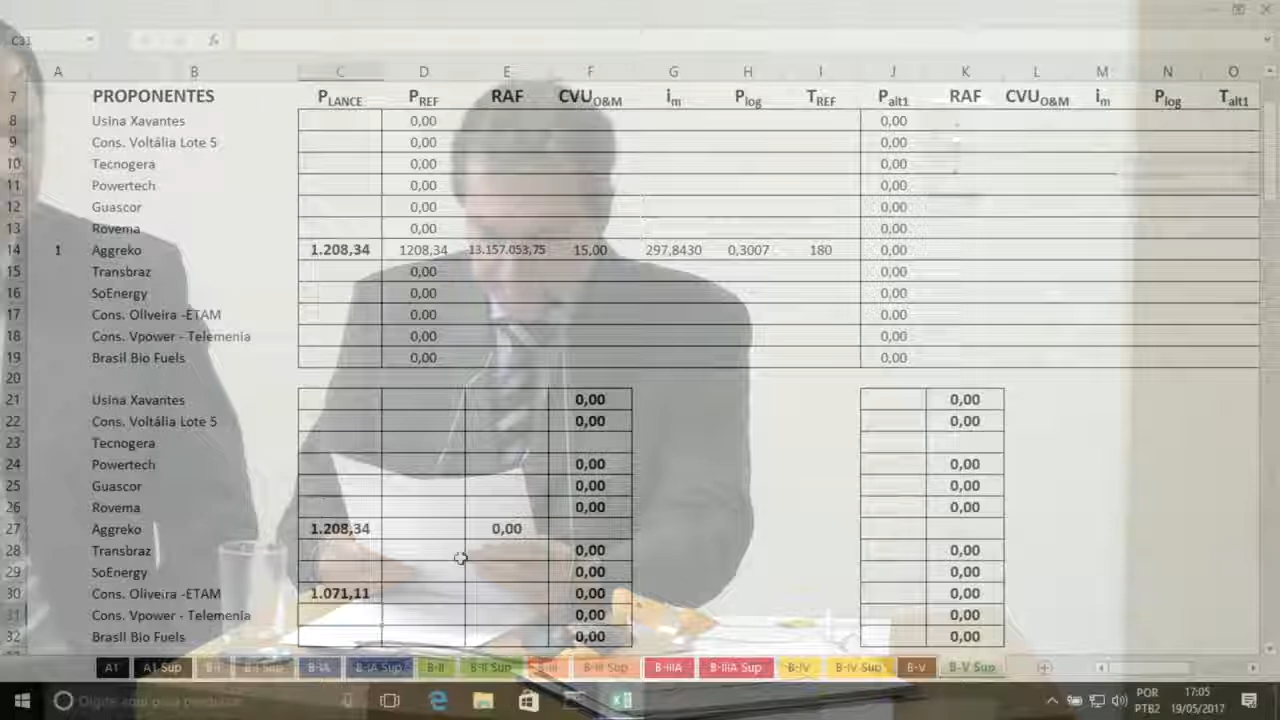 C33 fx
A B C D E F G H I J K L M N O
7 PROPONENTES PLANCE PREF RAF CVUO&M im Plog TREF Palt1 RAF CVUO&M im Plog Talt1
8 Usina Xavantes 0,00 0,00
9 Cons. Voltália Lote 5 0,00 0,00
10 Tecnogera 0,00 0,00
11 Powertech 0,00 0,00
12 Guascor 0,00 0,00
13 Rovema 0,00 0,00
14 1 Aggreko 1.208,34 1208,34 13.157.053,75 15,00 297,8430 0,3007 180 0,00
15 Transbraz 0,00 0,00
16 SoEnergy 0,00 0,00
17 Cons. Oliveira -ETAM 0,00 0,00
18 Cons. Vpower - Telemenia 0,00 0,00
19 Brasil Bio Fuels 0,00 0,00
20
21 Usina Xavantes 0,00 0,00
22 Cons. Voltália Lote 5 0,00 0,00
23 Tecnogera
24 Powertech 0,00 0,00
25 Guascor 0,00 0,00
26 Rovema 0,00 0,00
27 Aggreko 1.208,34 0,00
28 Transbraz 0,00 0,00
29 SoEnergy 0,00 0,00
30 Cons. Oliveira -ETAM 1.071,11 0,00 0,00
31 Cons. Vpower - Telemenia 0,00 0,00
32 Brasil Bio Fuels 0,00 0,00
A1 A1 Sup B-I B-I Sup B-IA B-IA Sup B-II B-II Sup B-III B-III Sup B-IIIA B-IIIA Sup B-IV B-IV Sup B-V B-V Sup
Digite aqui para pesquisar POR 17:05
PTB2 19/05/2017